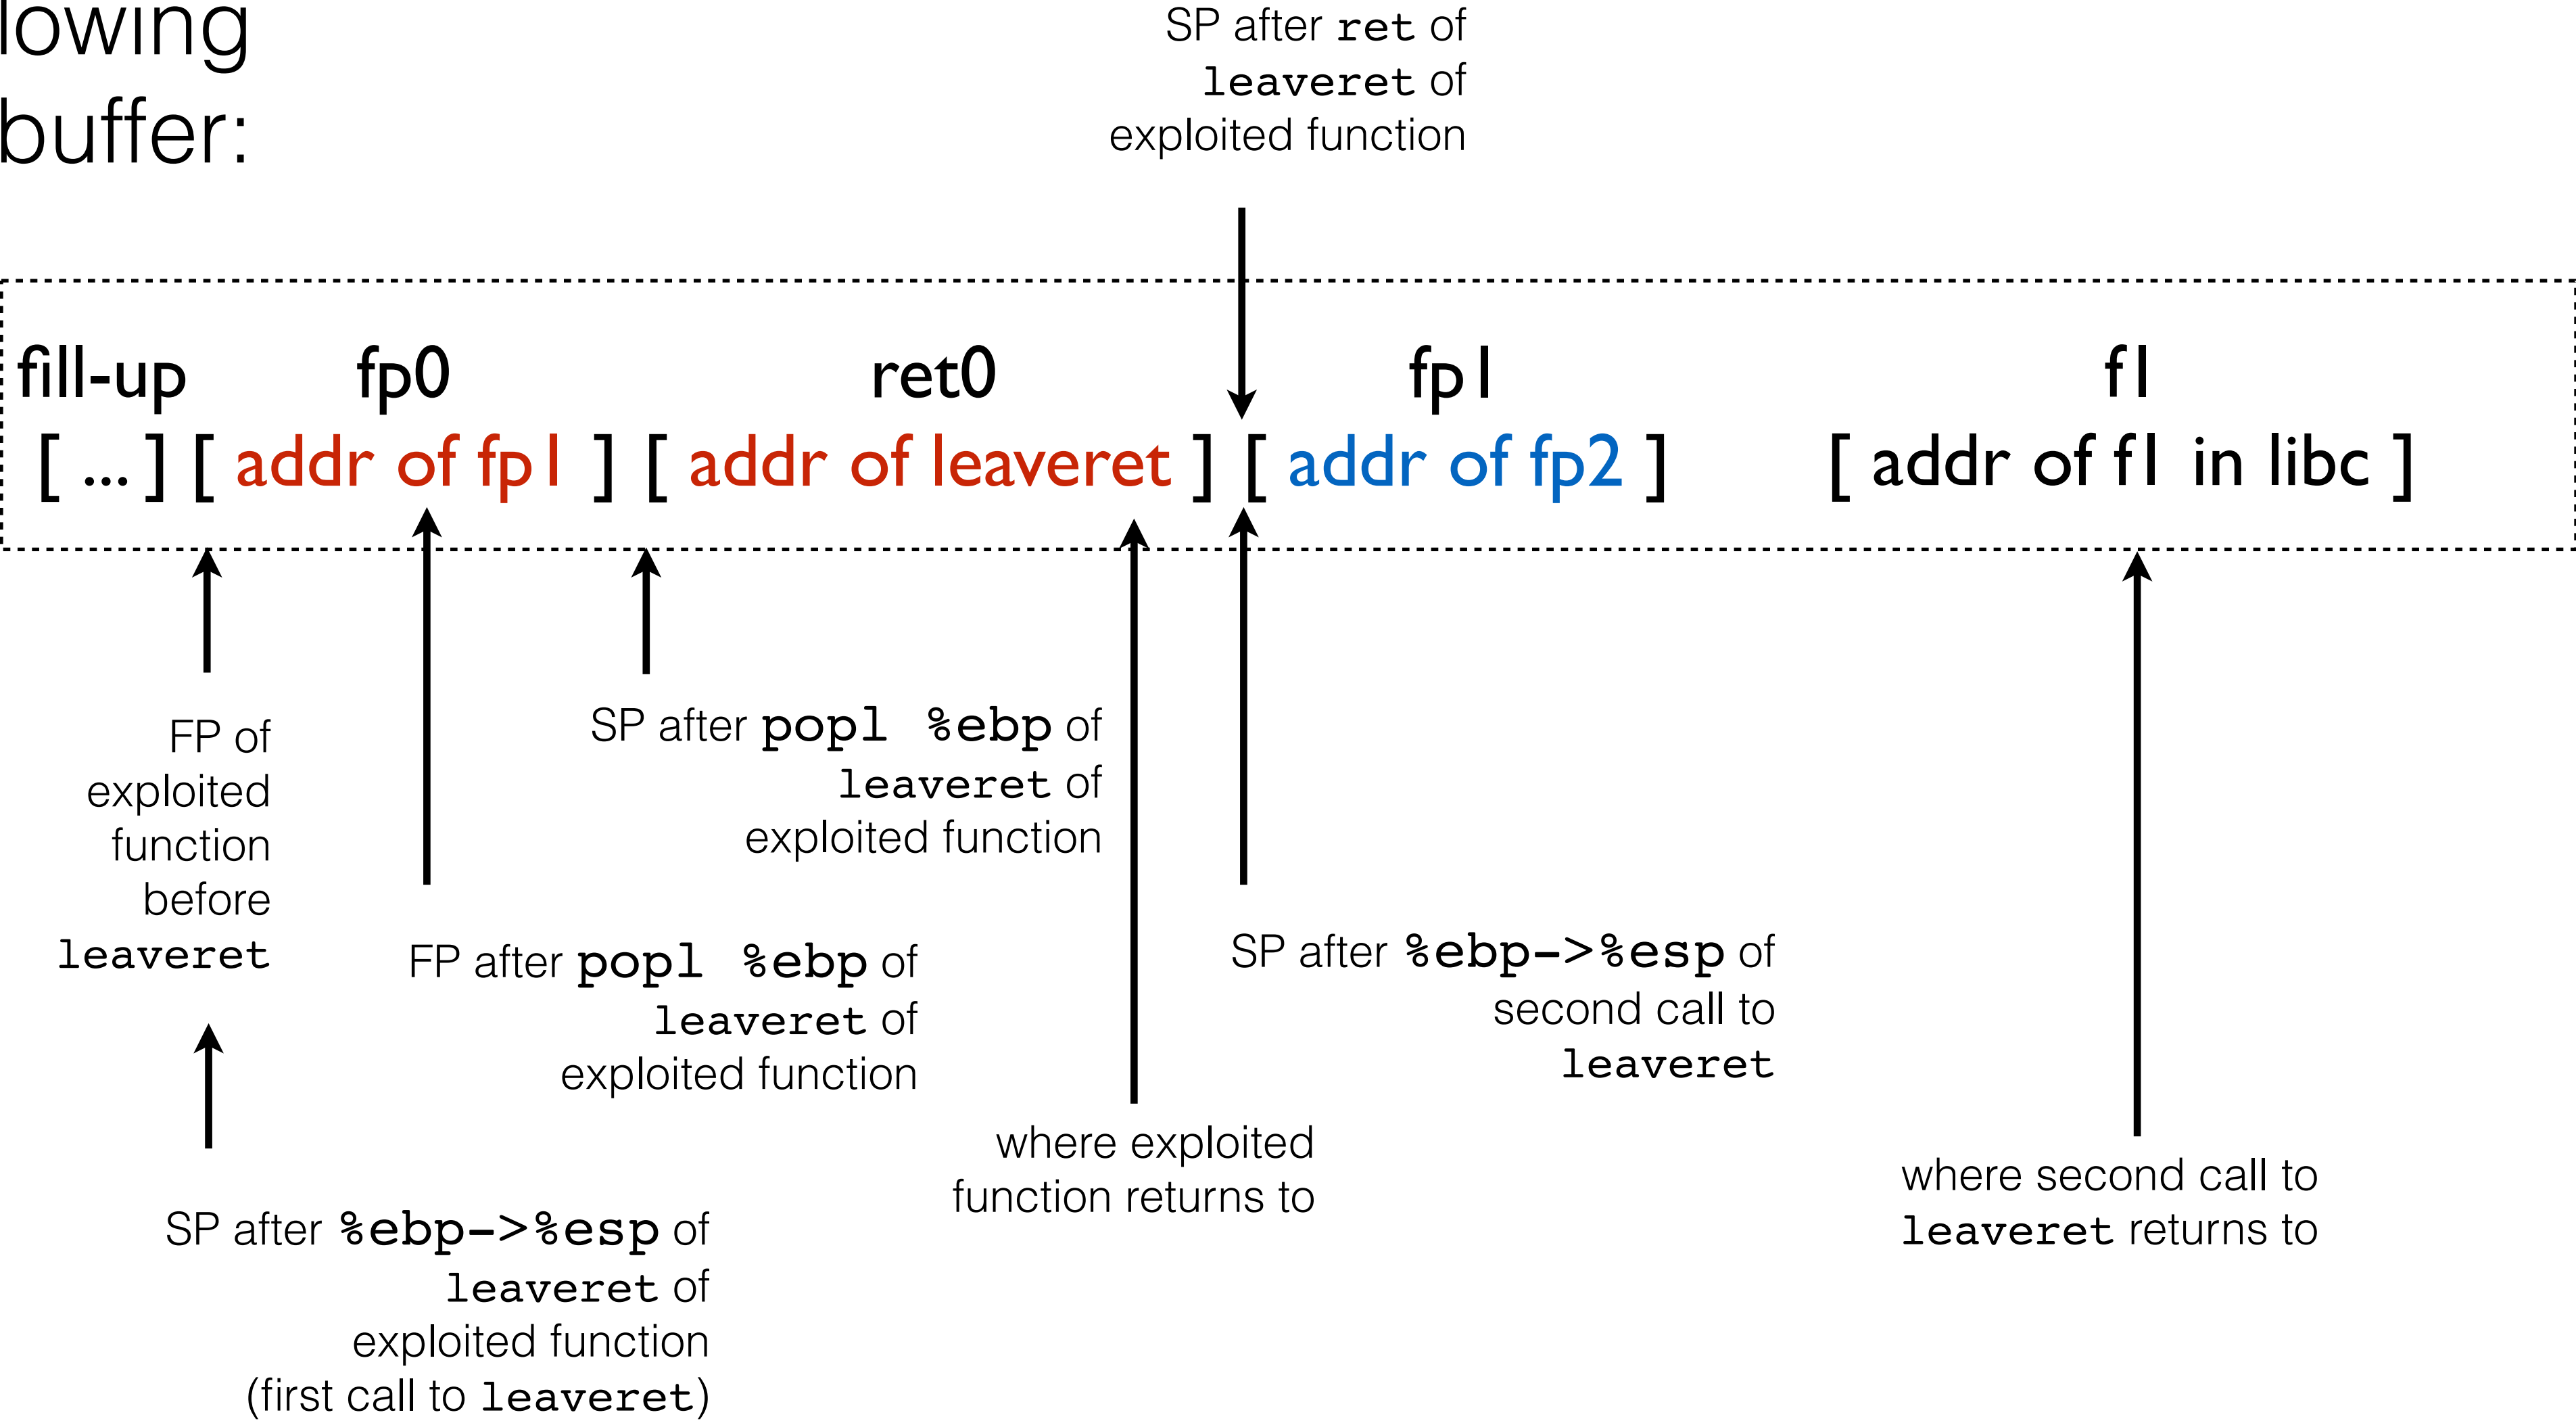 lowing
buffer:
SP after ret of
leaveret of
exploited function
fill-up fp0 ret0 fp1 f1
[ ... ] [ addr of fp1 ] [ addr of leaveret ] [ addr of fp2 ] [ addr of f1 in libc ]
FP of
exploited
function
before
leaveret
SP after popl %ebp of
leaveret of
exploited function
FP after popl %ebp of
leaveret of
exploited function
SP after %ebp->%esp of
second call to
leaveret
where exploited
function returns to
where second call to
leaveret returns to
SP after %ebp->%esp of
leaveret of
exploited function
(first call to leaveret)